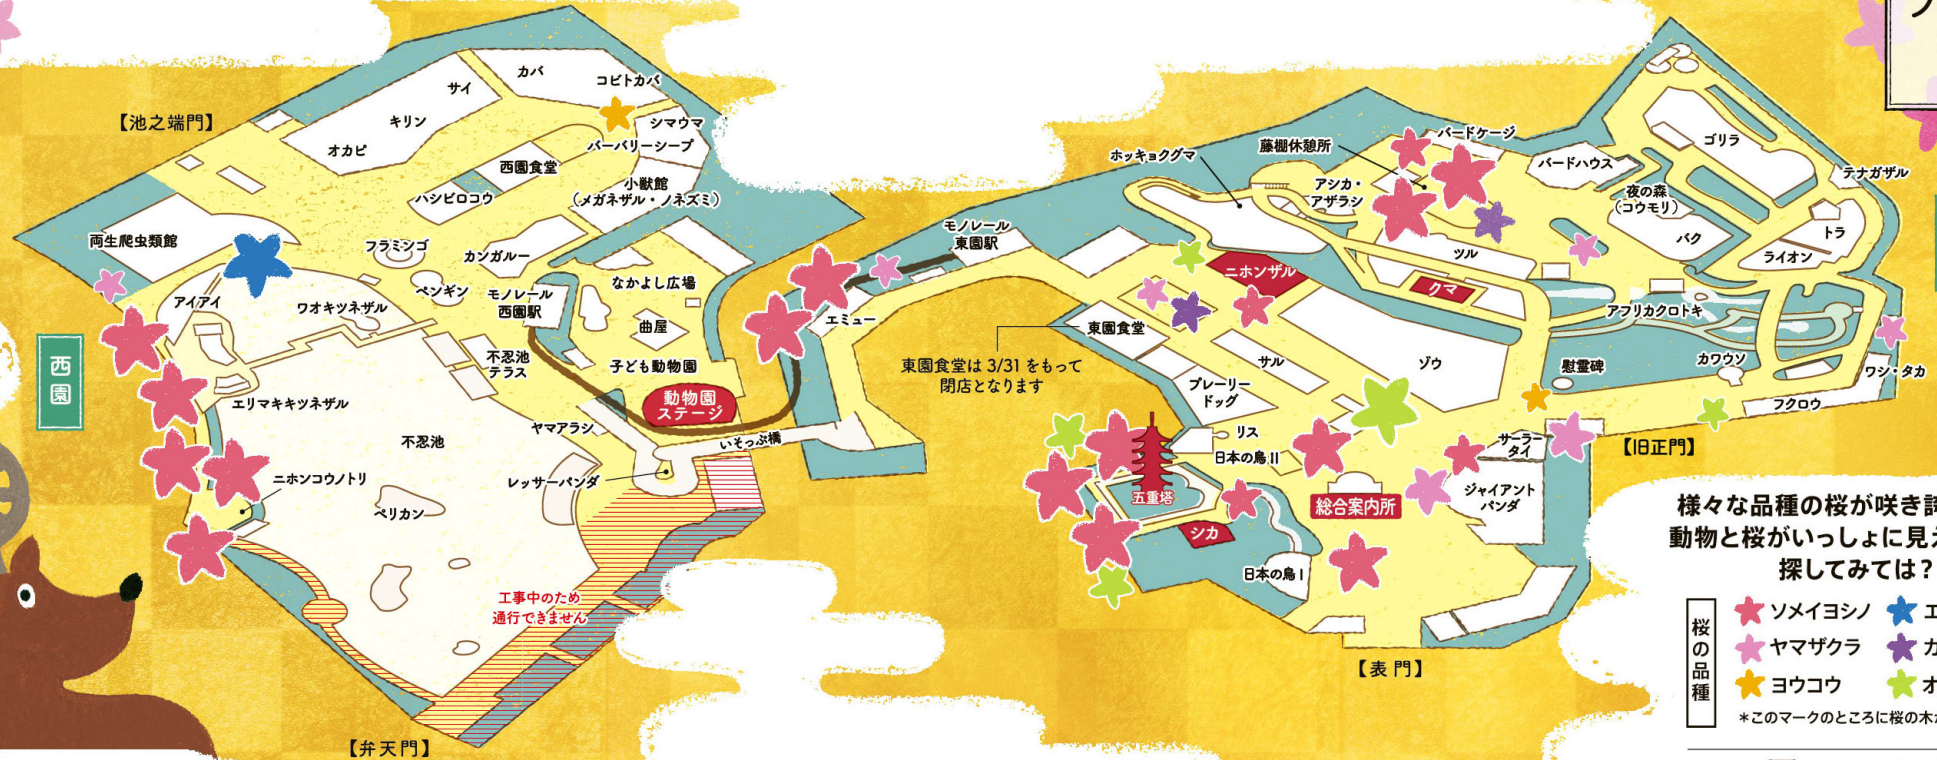 【池之端門】
サイ
カバ
コビトカバ
キリン
オカピ
シマウマ
バーバリーシープ
西園食堂
小獣館
(メガネザル・ノネズミ)
ハシビロコウ
両生爬虫類館
フラミンゴ
カンガルー
ペンギン
アイアイ
ワオキツネザル
モノレール
西園駅
なかよし広場
曲屋
不忍池
テラス
子ども動物園
動物園
ステージ
西
園
エリマキキツネザル
不忍池
ヤマアラシ
いそっぷ橋
ニホンコウノトリ
レッサーパンダ
ペリカン
工事中のため
通行できません
【弁天門】
モノレール
東園駅
エミュー
ホッキョクグマ
藤棚休憩所
バードケージ
アシカ・
アザラシ
バードハウス
ゴリラ
テナガザル
夜の森
(コウモリ)
バク
トラ
ライオン
ツル
ニホンザル
クマ
アフリカクロトキ
東園食堂
東園食堂は 3/31 をもって
閉店となります
サル
ゾウ
慰霊碑
カワウソ
ワシ・タカ
フクロウ
プレーリー
ドッグ
リス
日本の鳥 II
サーラー
タイ
【旧正門】
五重塔
シカ
総合案内所
ジャイアント
パンダ
日本の鳥 I
【表門】
様々な品種の桜が咲き
動物と桜がいっしょに見
探してみては?
桜の品種
ソメイヨシノ
ヤマザクラ
ヨウコウ
エ
カ
オ
*このマークのところに桜の木